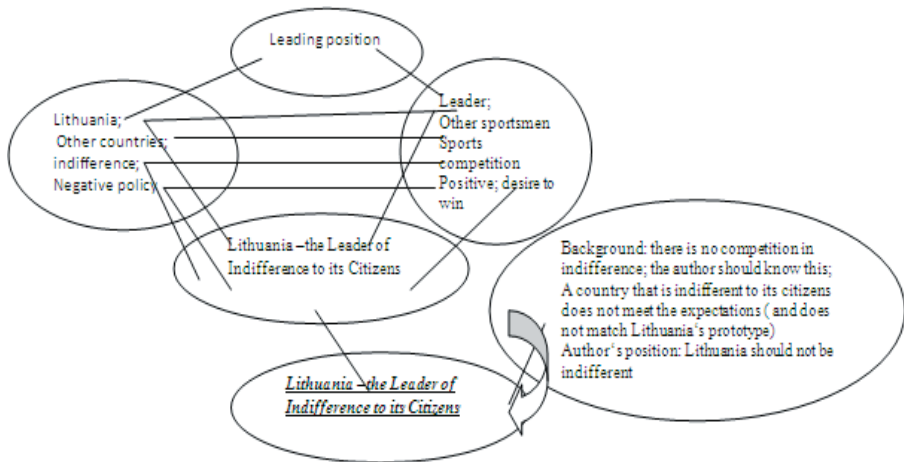 Leading position
Lithuania;
Other countries;
indifference;
Negative policy
Leader;
Other sportsmen
Sports
competition
Positive; desire to
win
Lithuania –the Leader of
Indifference to its Citizens
Background: there is no competition in
indifference; the author should know this;
A country that is indifferent to its citizens
does not meet the expectations ( and does
not match Lithuania‘s prototype)
Author‘s position: Lithuania should not be
indifferent
Lithuania –the Leader of
Indifference to its Citizens